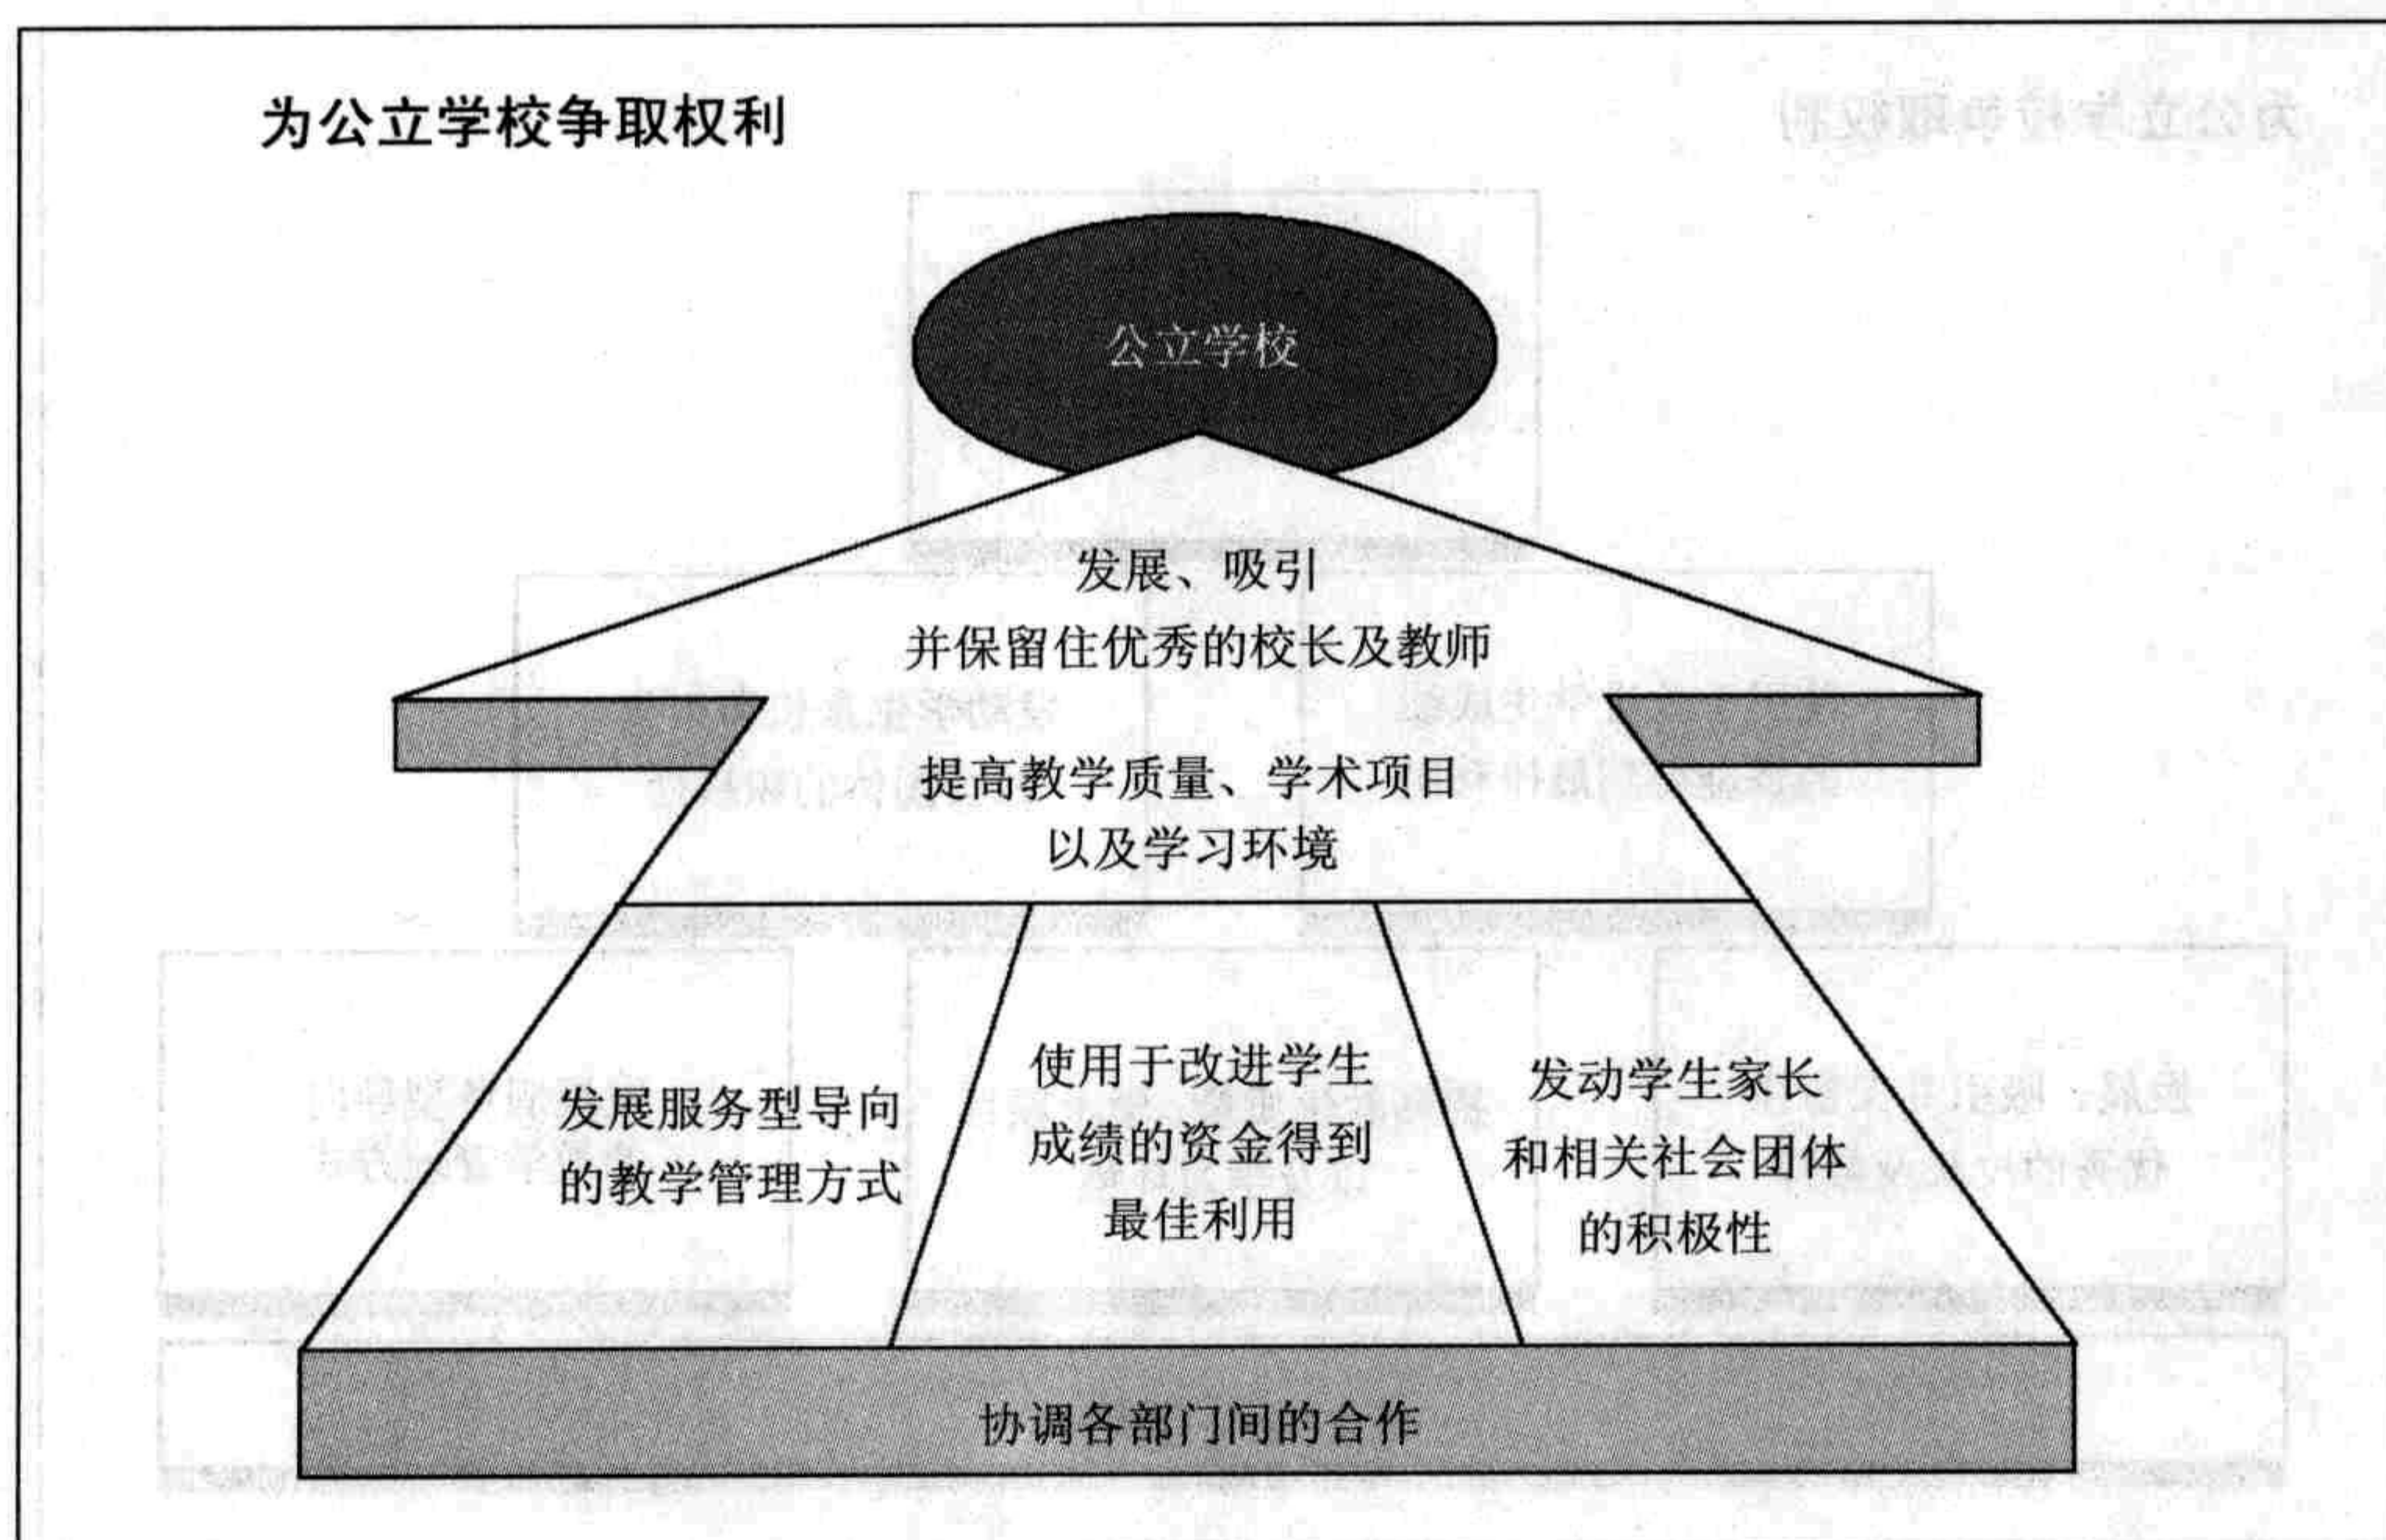 为公立学校争取权利
公立学校
发展、吸引
并保留住优秀的校长及教师
提高教学质量、学术项目
以及学习环境
发展服务型导向
的教学管理方式
使用于改进学生
成绩的资金得到
最佳利用
发动学生家长
和相关社会团体
的积极性
协调各部门间的合作